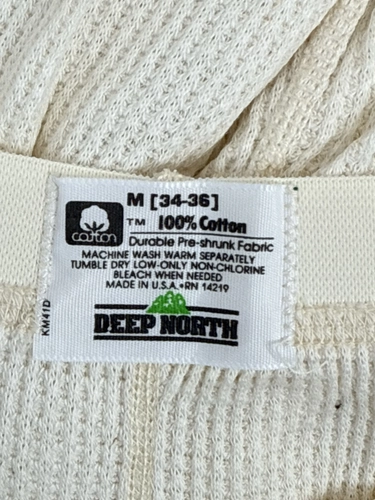 M [34-36]
cotton
TM 100% Cotton
Durable Pre-shrunk Fabric
MACHINE WASH WARM SEPARATELY
TUMBLE DRY LOW-ONLY NON-CHLORINE
BLEACH WHEN NEEDED
MADE IN U.S.A.•RN 14219
DEEP NORTH
KM41D